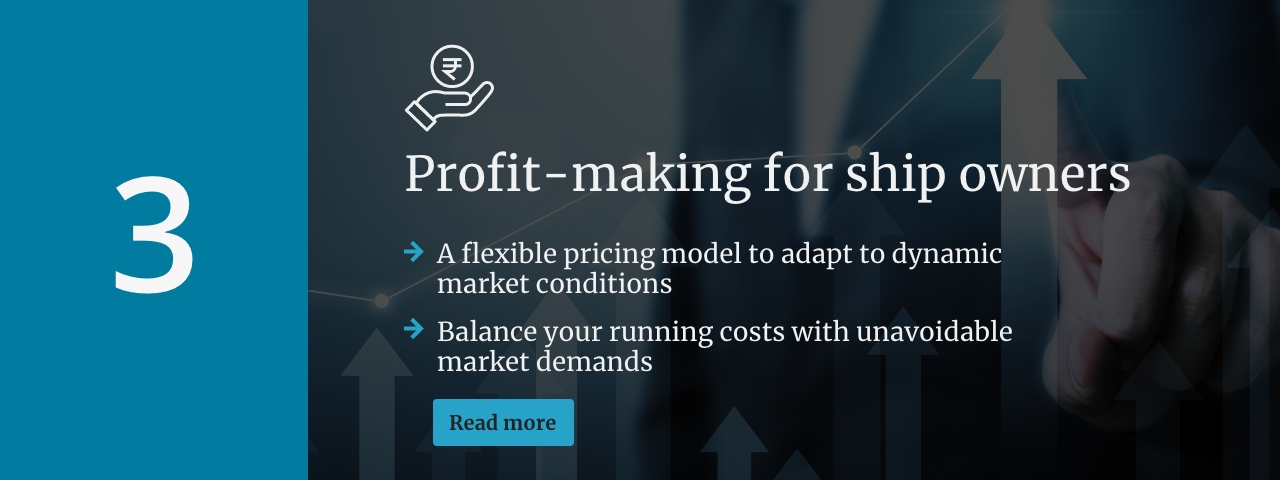 3
₹
Profit-making for ship owners
A flexible pricing model to adapt to dynamic
market conditions
Balance your running costs with unavoidable
market demands
Read more